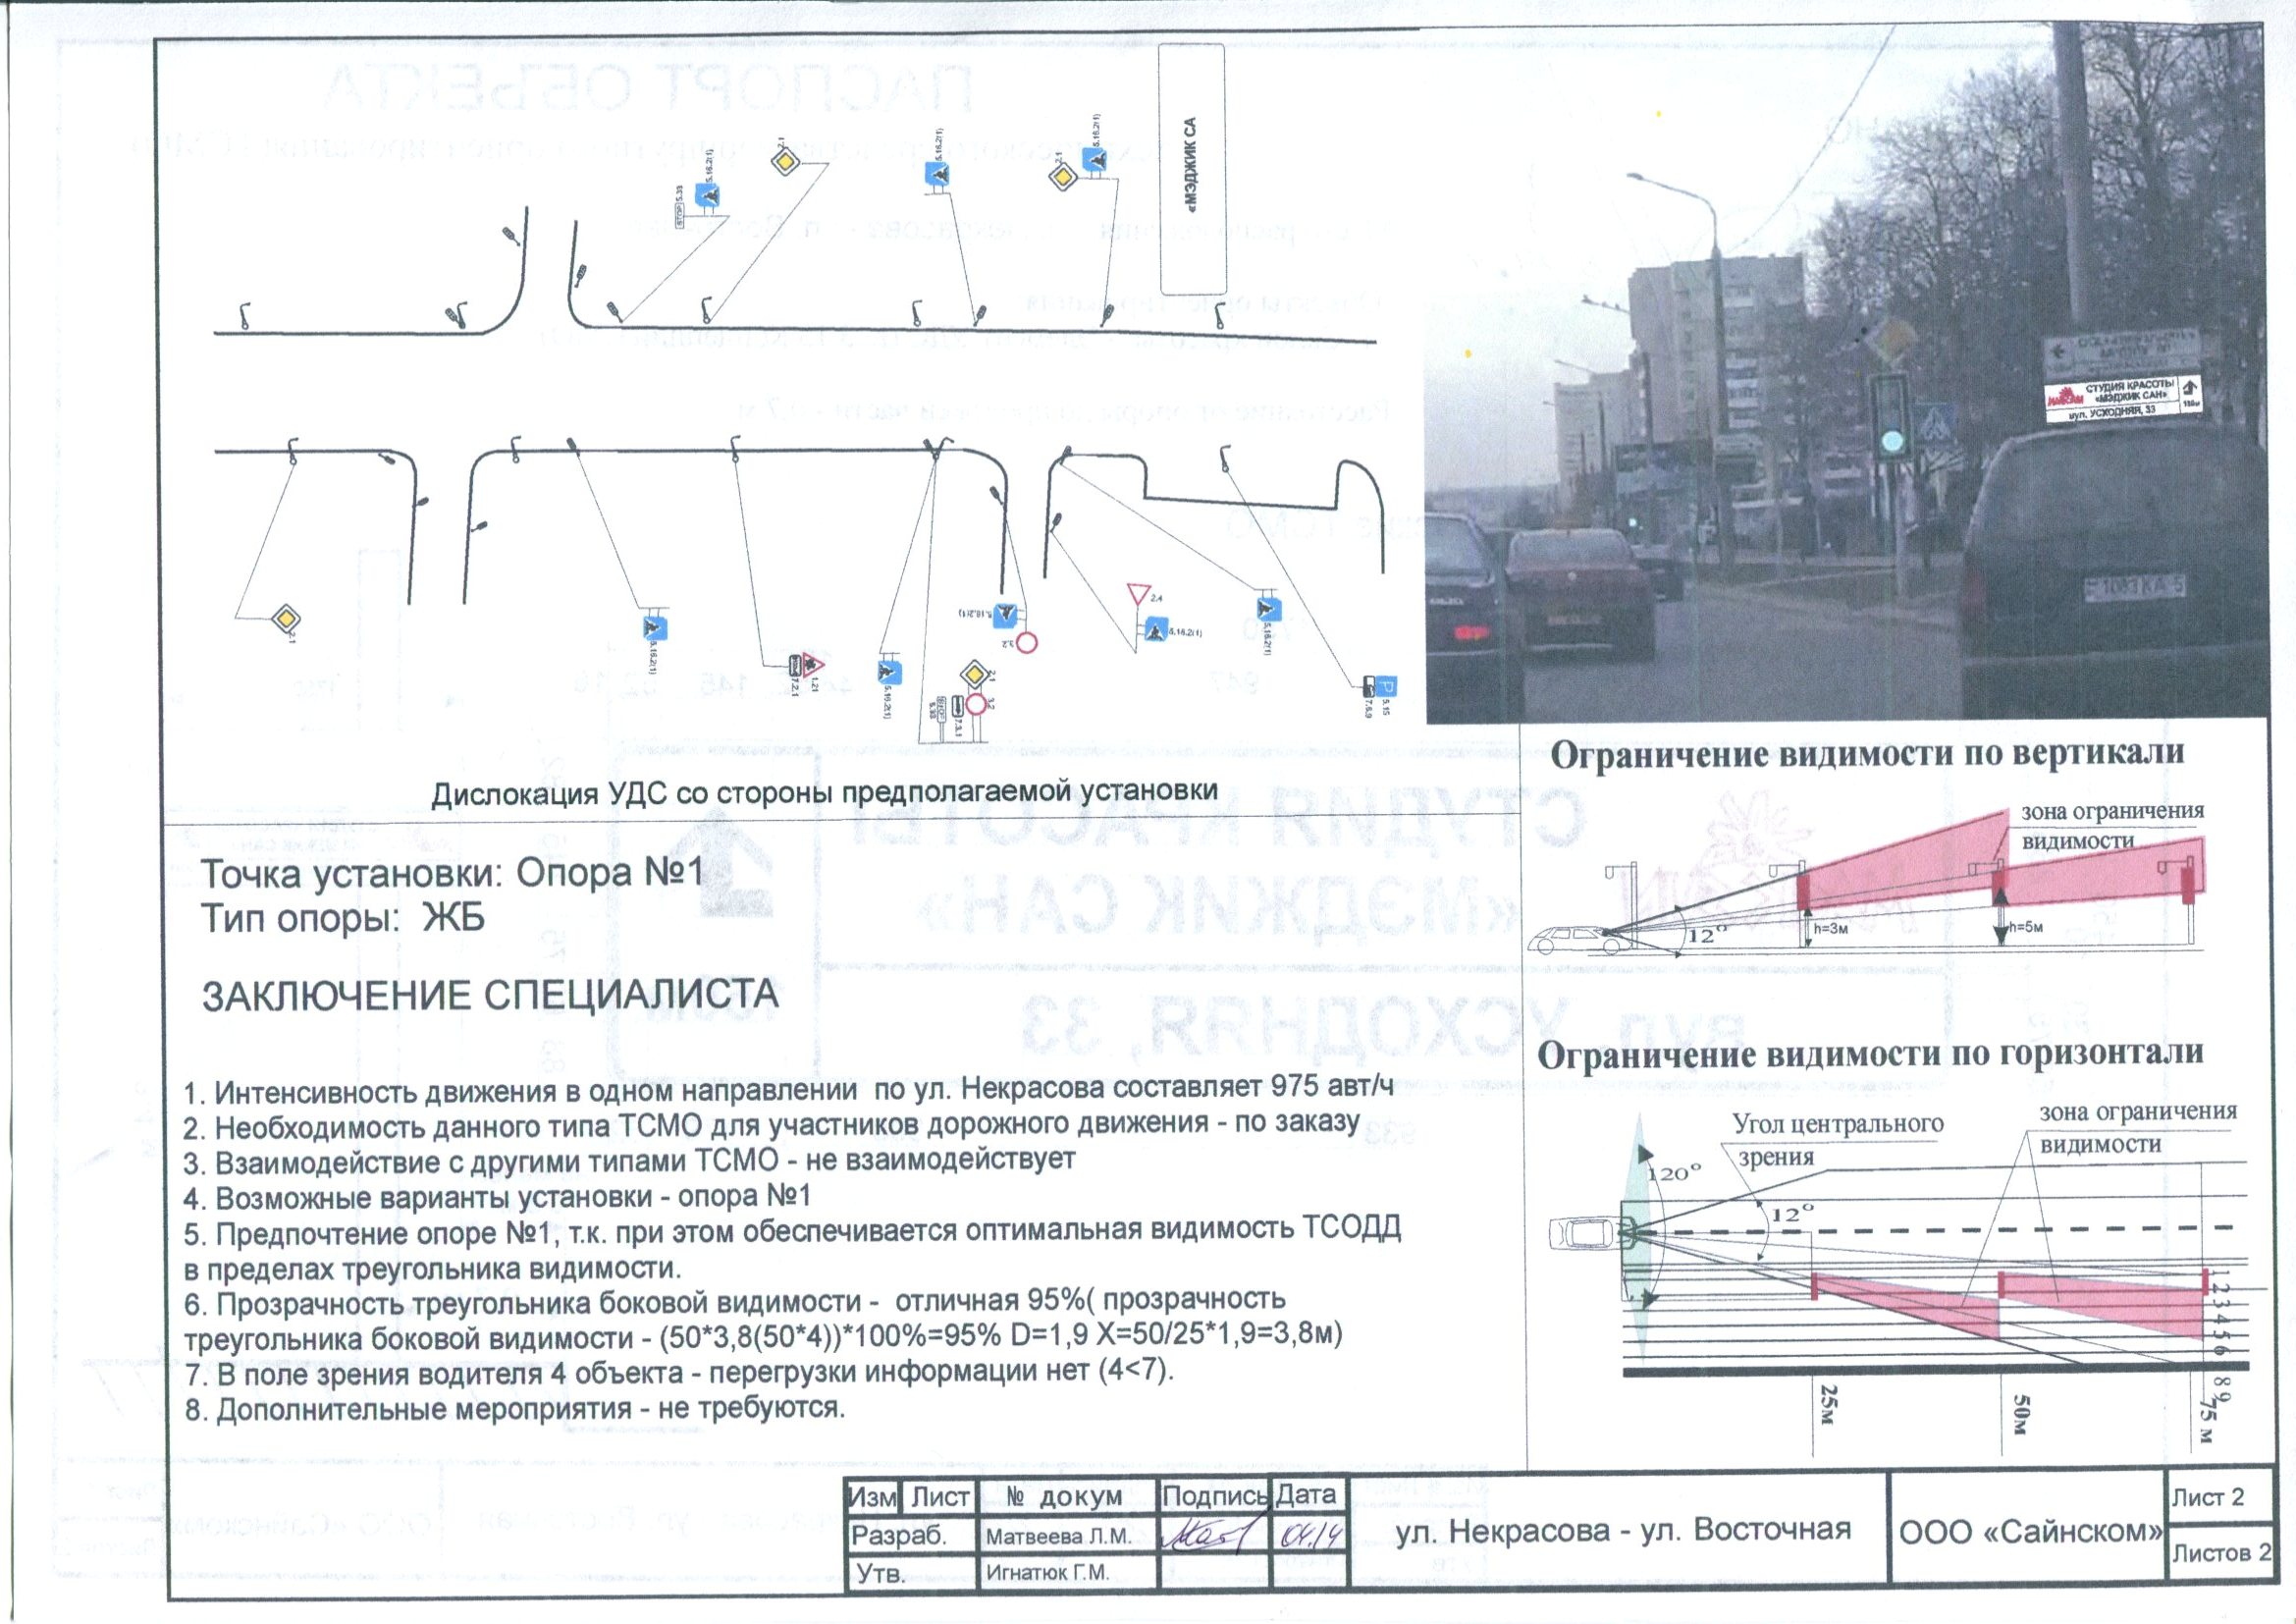 5.16.2(1)
5.33
2.1
5.16.2(1)
2.1
5.16.2(1)
«МЭДЖИК СА
СТУДИЯ КРАСОТЫ
«МЭДЖИК САН»
вул. УСХОДНЯЯ, 33
2.1
5.16.2(1)
7.2.1
1.21
5.16.2(1)
5.16.2(1)
3.2
2.1
3.2
5.33
7.3.1
2.4
5.16.2(1)
5.16.2(1)
7.6.9
5.15
Дислокация УДС со стороны предполагаемой установки
Точка установки: Опора №1
Тип опоры: ЖБ
ЗАКЛЮЧЕНИЕ СПЕЦИАЛИСТА
1. Интенсивность движения в одном направлении по ул. Некрасова составляет 975 авт/ч
2. Необходимость данного типа ТСМО для участников дорожного движения - по заказу
3. Взаимодействие с другими типами ТСМО - не взаимодействует
4. Возможные варианты установки - опора №1
5. Предпочтение опоре №1, т.к. при этом обеспечивается оптимальная видимость ТСОДД
в пределах треугольника видимости.
6. Прозрачность треугольника боковой видимости - отличная 95%( прозрачность
треугольника боковой видимости - (50*3,8(50*4))*100%=95% D=1,9 X=50/25*1,9=3,8м)
7. В поле зрения водителя 4 объекта - перегрузки информации нет (4<7).
8. Дополнительные мероприятия - не требуются.
Ограничение видимости по вертикали
зона ограничения
видимости
12°
h=3м
h=5м
Ограничение видимости по горизонтали
Угол центрального
зрения
зона ограничения
видимости
120°
12°
1 2 3 4 5 6 8 9
25м
50м
75 м
Изм Лист № докум Подпись Дата
Разраб. Матвеева Л.М. 04.14
Утв. Игнатюк Г.М.
ул. Некрасова - ул. Восточная
ООО «Сайнском»
Лист 2
Листов 2